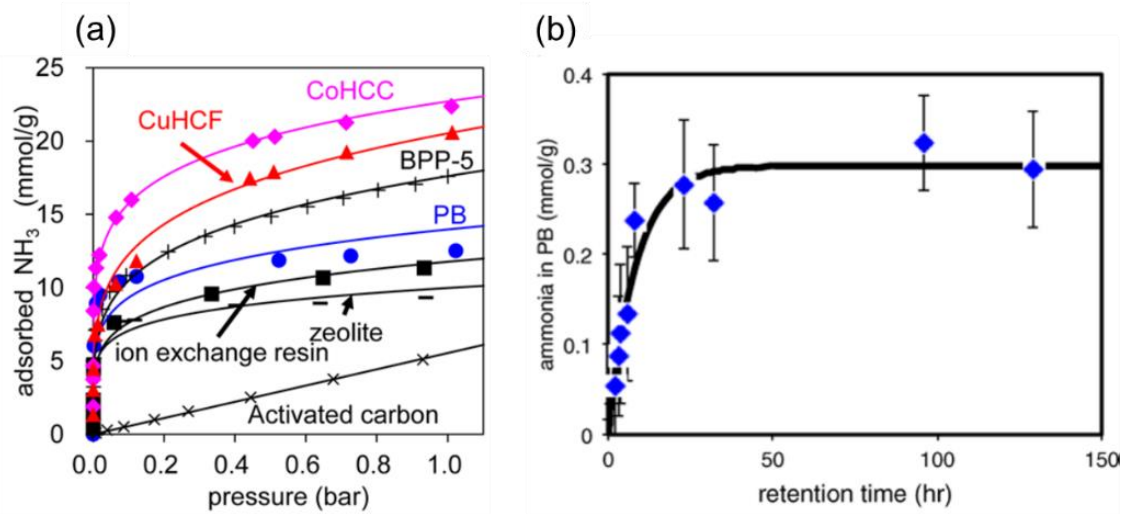 (a)
25
20
15
10
5
0
adsorbed NH3 (mmol/g)
CoHCC
CuHCF
BPP-5
PB
zeolite
ion exchange resin
Activated carbon
0.0 0.2 0.4 0.6 0.8 1.0
pressure (bar)
(b)
0.4
0.3
0.2
0.1
0
ammonia in PB (mmol/g)
0 50 100 150
retention time (hr)